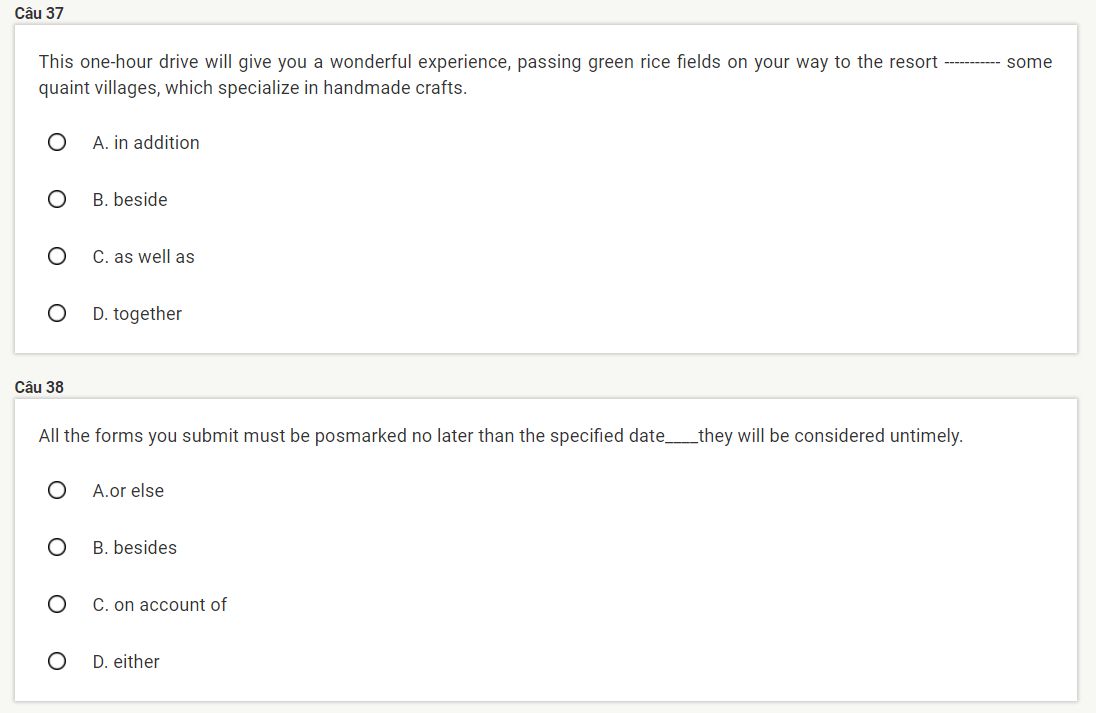 Câu 37
This one-hour drive will give you a wonderful experience, passing green rice fields on your way to the resort ----------- some
quaint villages, which specialize in handmade crafts.
A. in addition
B. beside
C. as well as
D. together
Câu 38
All the forms you submit must be posmarked no later than the specified date____they will be considered untimely.
A.or else
B. besides
C. on account of
D. either